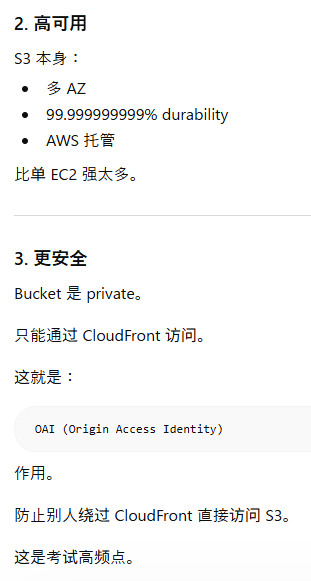 2. 高可用
S3 本身：
多 AZ
99.999999999% durability
AWS 托管
比单 EC2 强太多。
3. 更安全
Bucket 是 private。
只能通过 CloudFront 访问。
这就是：
OAI (Origin Access Identity)
作用。
防止别人绕过 CloudFront 直接访问 S3。
这是考试高频点。